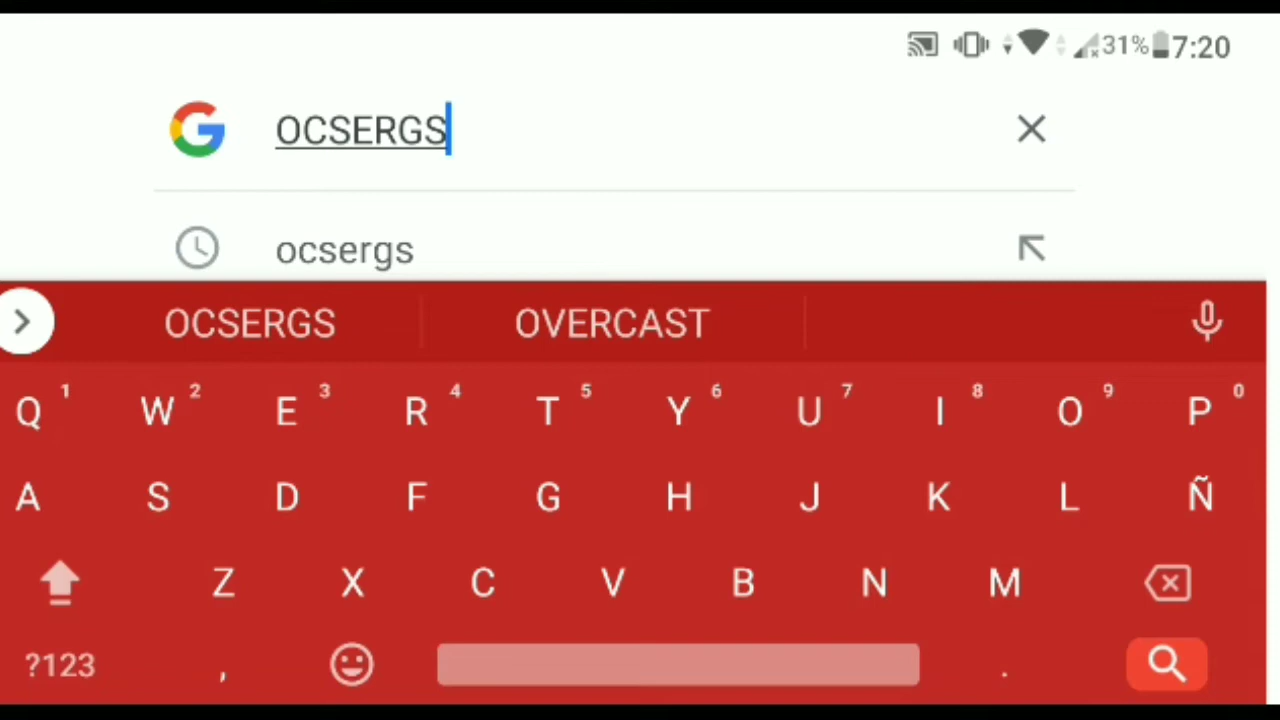 31% 7:20
OCSERGS
ocsergs
OCSERGS OVERCAST
Q 1 W 2 E 3 R 4 T 5 Y 6 U 7 I 8 O 9 P 0
A S D F G H J K L Ñ
Z X C V B N M
?123 , .